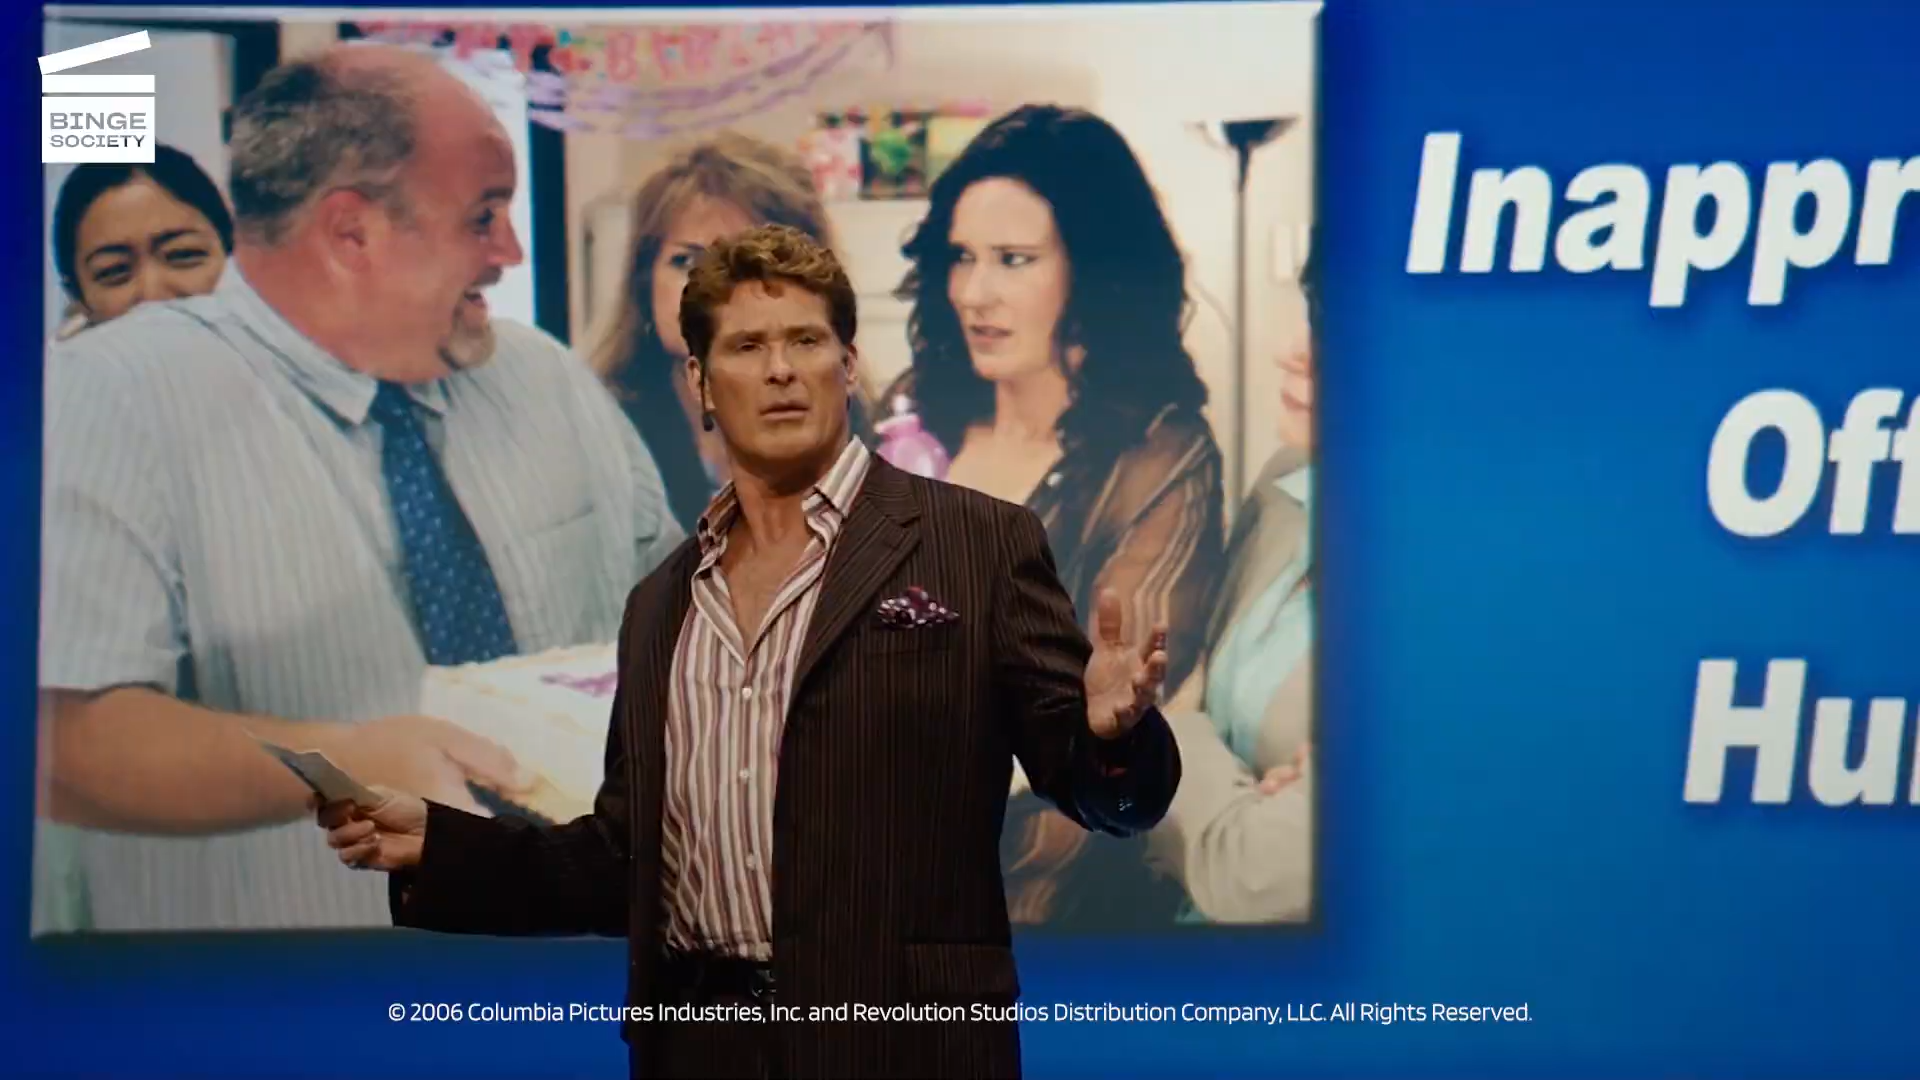 BINGE
SOCIETY
Inappr
Off
Hu
© 2006 Columbia Pictures Industries, Inc. and Revolution Studios Distribution Company, LLC. All Rights Reserved.